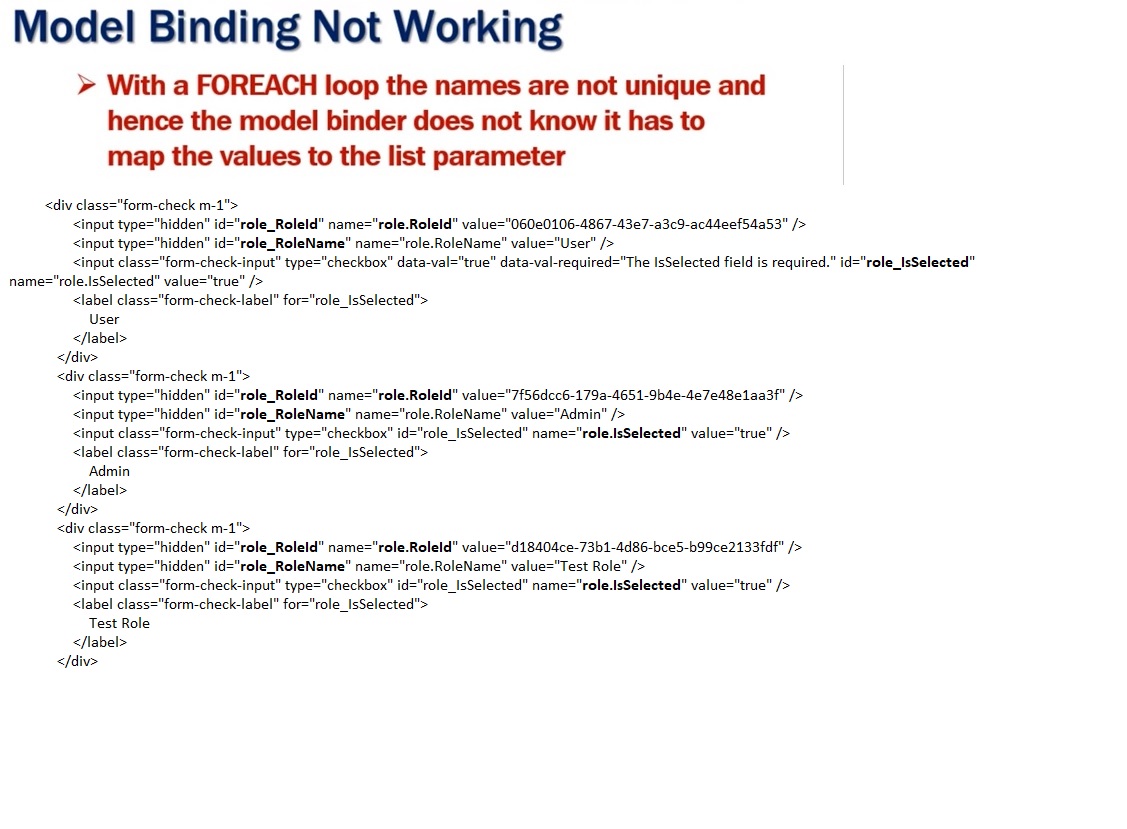 Model Binding Not Working
➢ With a FOREACH loop the names are not unique and
hence the model binder does not know it has to
map the values to the list parameter
<div class="form-check m-1">
<input type="hidden" id="role_RoleId" name="role.RoleId" value="060e0106-4867-43e7-a3c9-ac44eef54a53" />
<input type="hidden" id="role_RoleName" name="role.RoleName" value="User" />
<input class="form-check-input" type="checkbox" data-val="true" data-val-required="The IsSelected field is required." id="role_IsSelected"
name="role.IsSelected" value="true" />
<label class="form-check-label" for="role_IsSelected">
User
</label>
</div>
<div class="form-check m-1">
<input type="hidden" id="role_RoleId" name="role.RoleId" value="7f56dcc6-179a-4651-9b4e-4e7e48e1aa3f" />
<input type="hidden" id="role_RoleName" name="role.RoleName" value="Admin" />
<input class="form-check-input" type="checkbox" id="role_IsSelected" name="role.IsSelected" value="true" />
<label class="form-check-label" for="role_IsSelected">
Admin
</label>
</div>
<div class="form-check m-1">
<input type="hidden" id="role_RoleId" name="role.RoleId" value="d18404ce-73b1-4d86-bce5-b99ce2133fdf" />
<input type="hidden" id="role_RoleName" name="role.RoleName" value="Test Role" />
<input class="form-check-input" type="checkbox" id="role_IsSelected" name="role.IsSelected" value="true" />
<label class="form-check-label" for="role_IsSelected">
Test Role
</label>
</div>